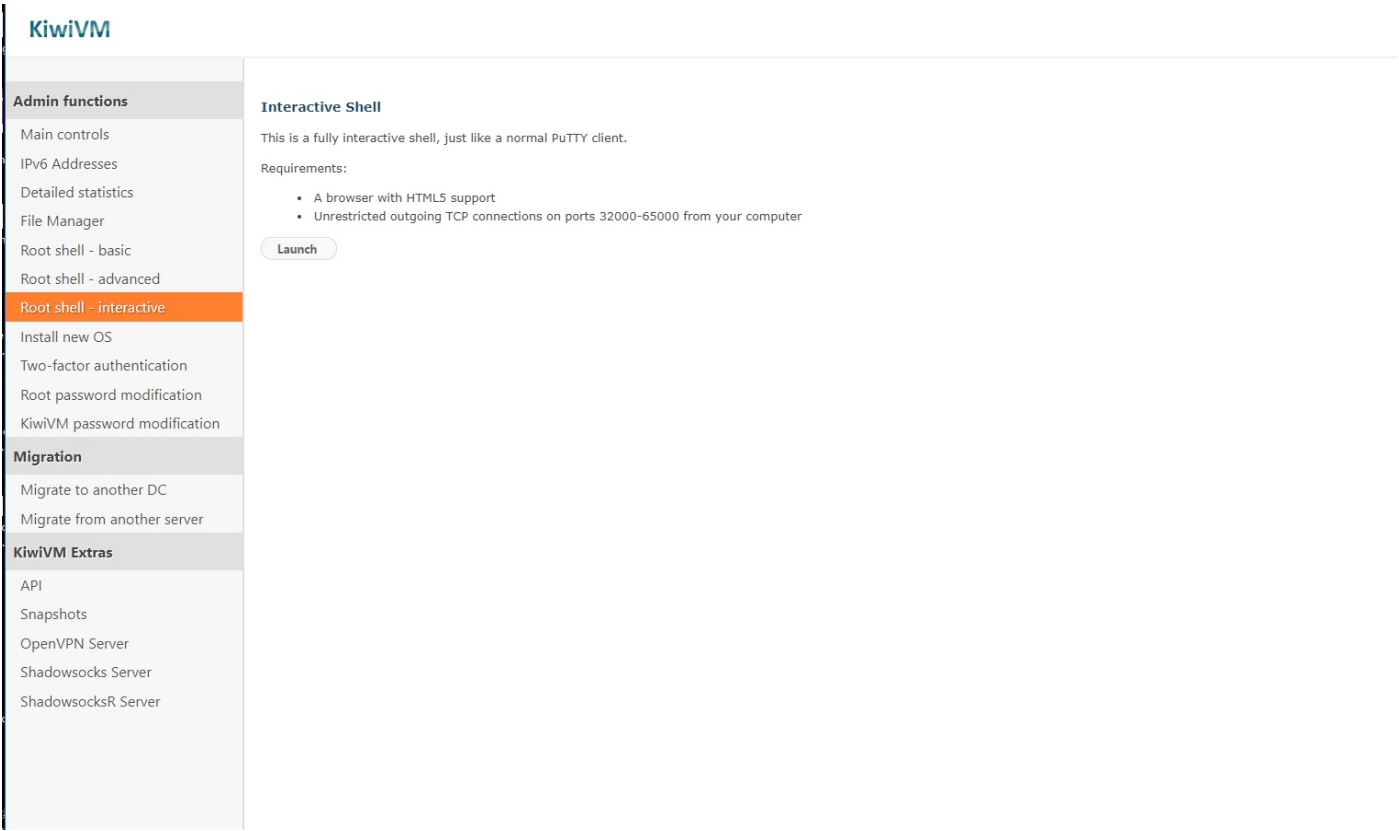 KiwiVM
Admin functions
Main controls
IPv6 Addresses
Detailed statistics
File Manager
Root shell - basic
Root shell - advanced
Root shell - interactive
Install new OS
Two-factor authentication
Root password modification
KiwiVM password modification
Migration
Migrate to another DC
Migrate from another server
KiwiVM Extras
API
Snapshots
OpenVPN Server
Shadowsocks Server
ShadowsocksR Server
Interactive Shell
This is a fully interactive shell, just like a normal PuTTY client.
Requirements:
• A browser with HTML5 support
• Unrestricted outgoing TCP connections on ports 32000-65000 from your computer
Launch